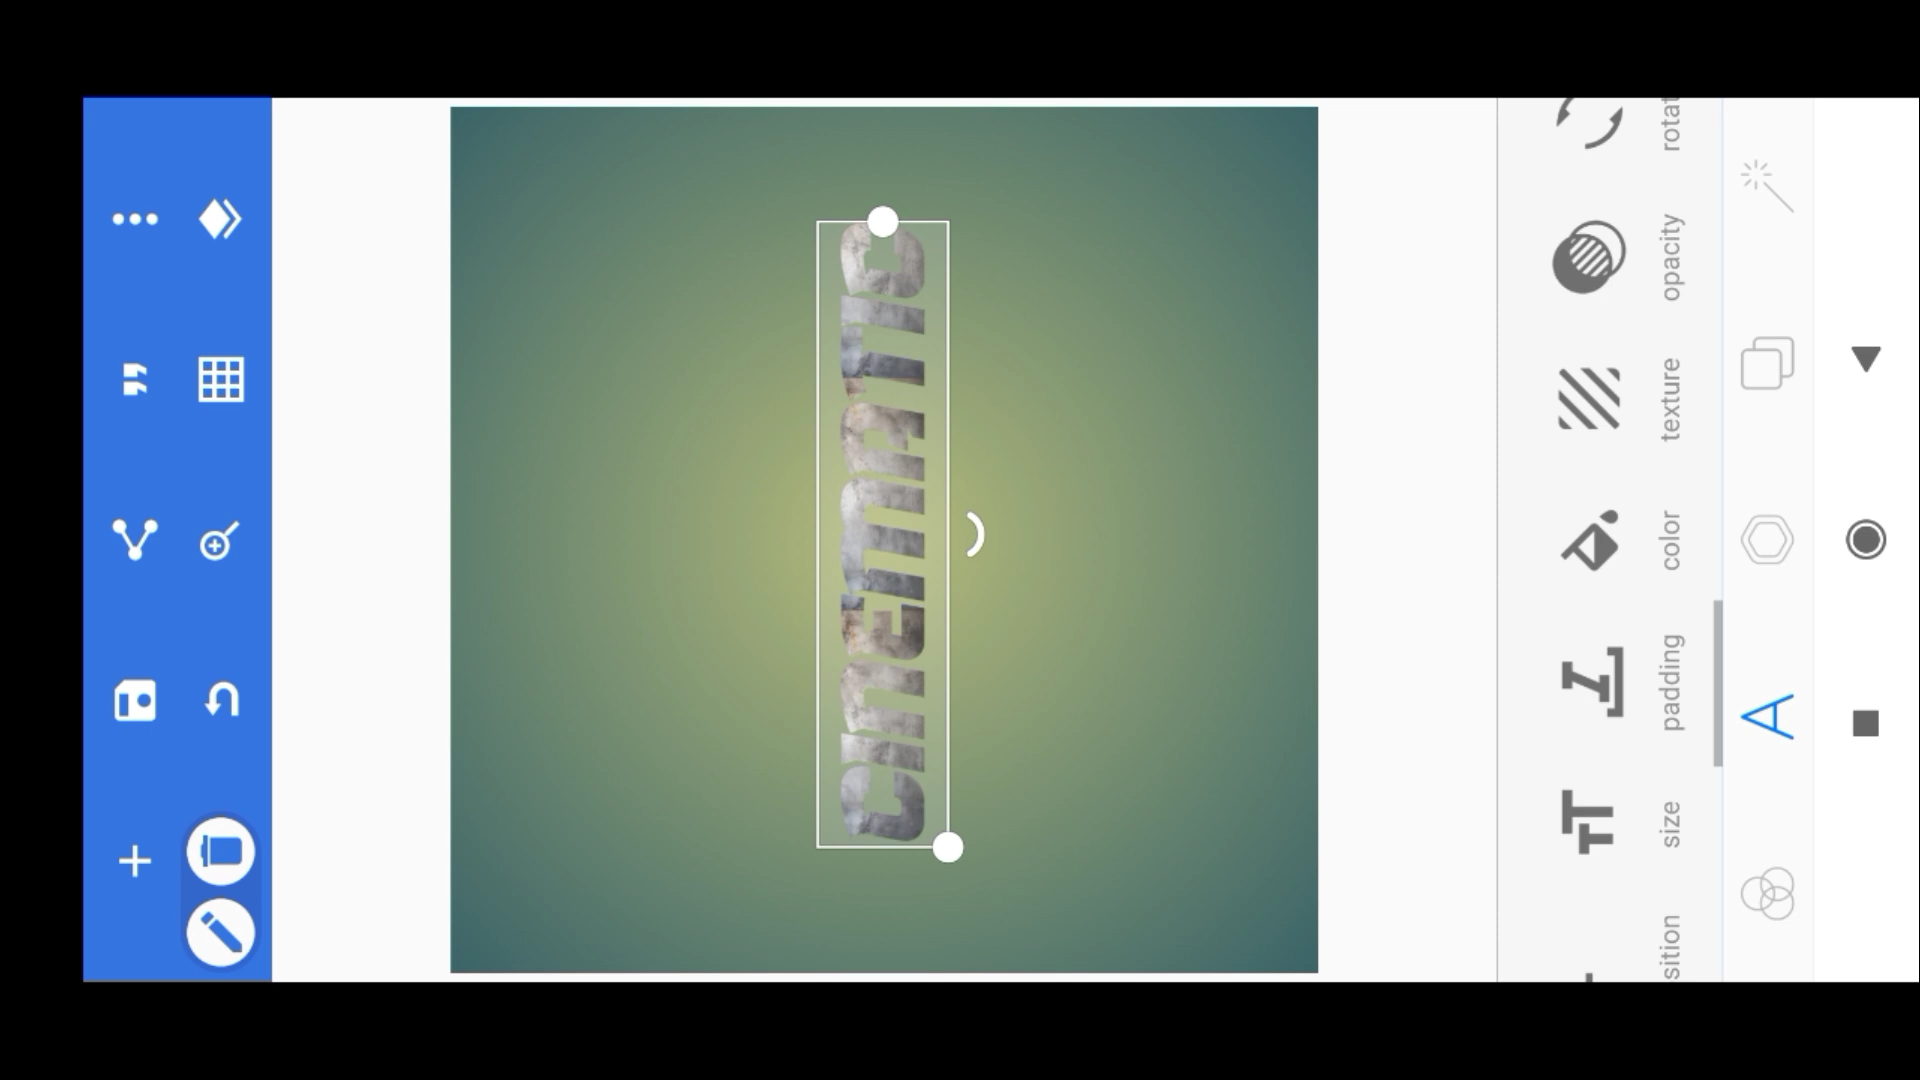 CINEMATIC
sition
size
padding
color
texture
opacity
rotat